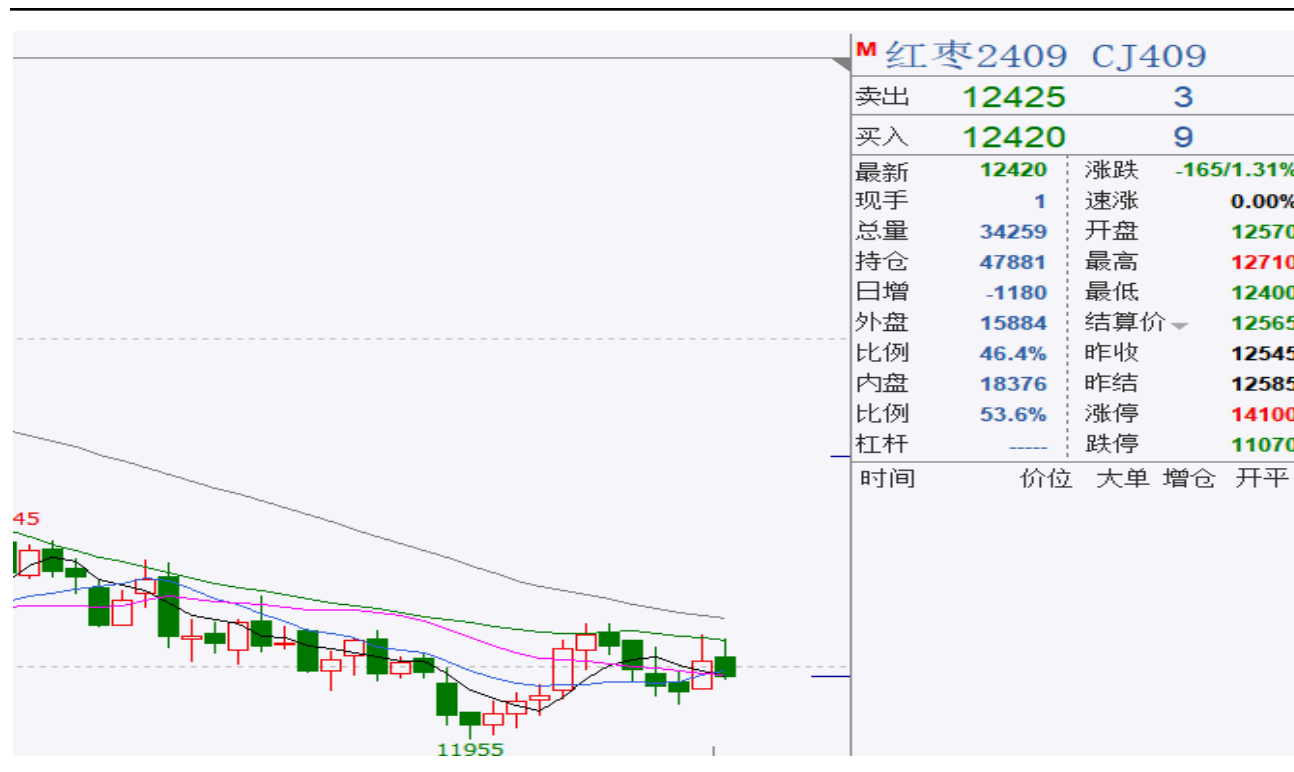 M 红枣2409 CJ409
卖出 12425 3
买入 12420 9
最新 12420 涨跌 -165/1.31%
现手 1 速涨 0.00%
总量 34259 开盘 12570
持仓 47881 最高 12710
日增 -1180 最低 12400
外盘 15884 结算价 12565
比例 46.4% 昨收 12545
内盘 18376 昨结 12585
比例 53.6% 涨停 14100
杠杆 ----- 跌停 11070
时间 价位 大单 增仓 开平
45
11955